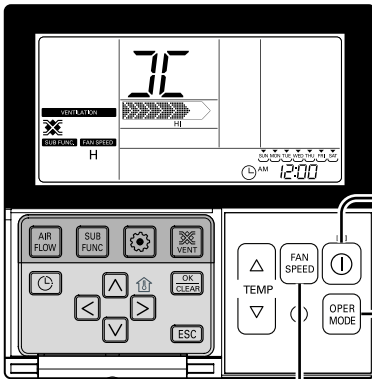 VENTILATION
HI
SUB FUNC. FAN SPEED
H
SUN MON TUE WED THU FRI SAT
AM 12:00
AIR FLOW
SUB FUNC
VENT
OK CLEAR
ESC
TEMP
FAN SPEED
OPER MODE